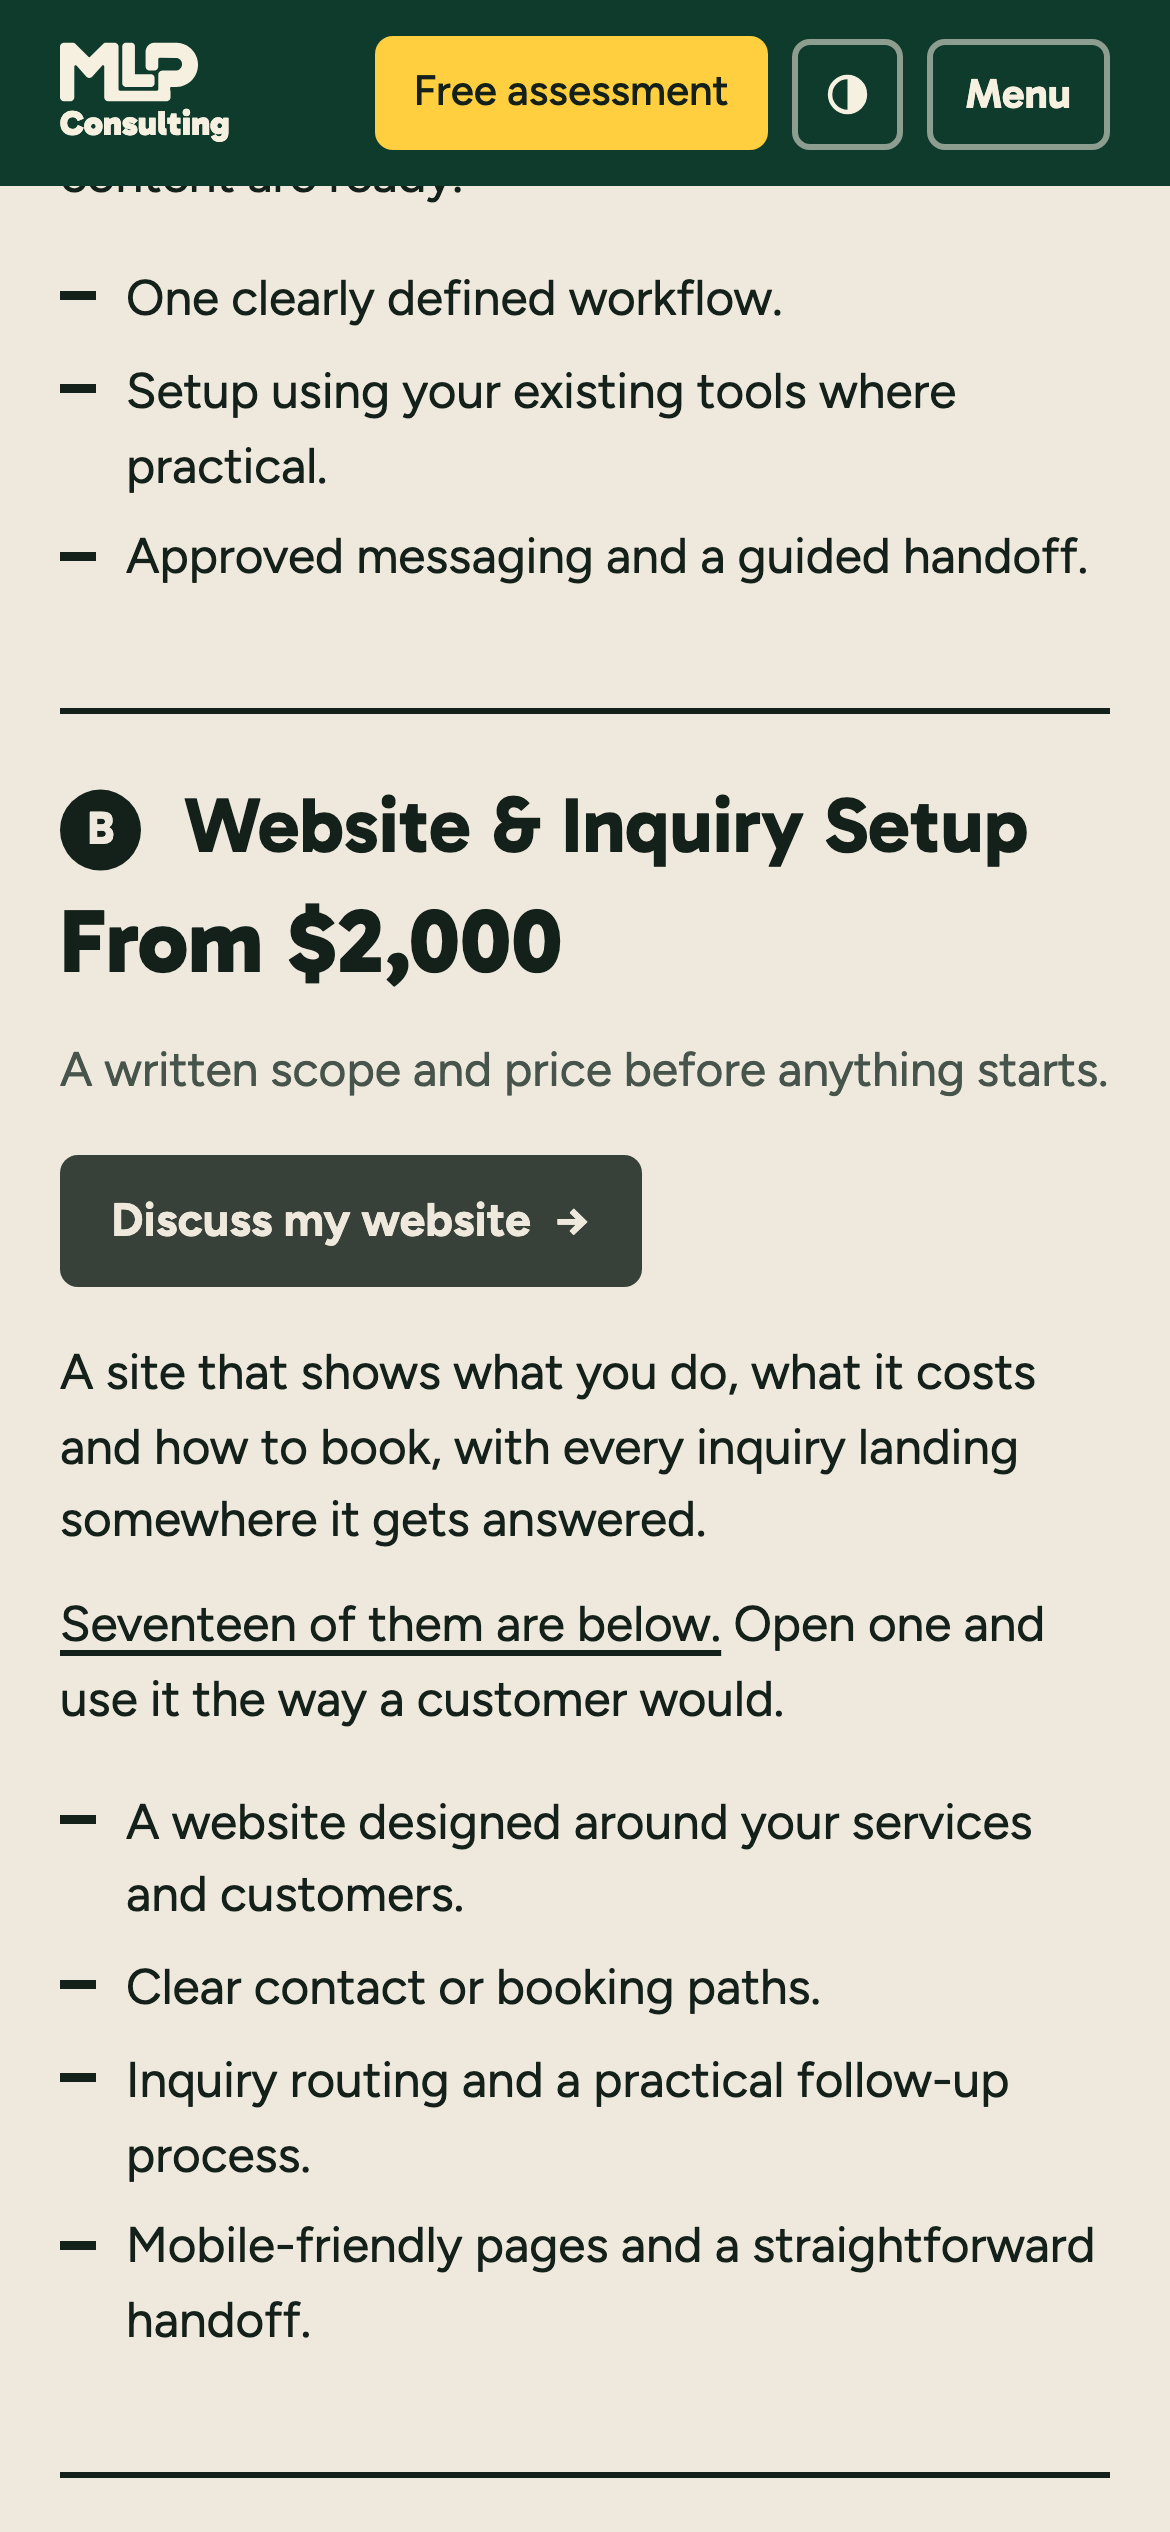 MLP
Consulting
Free assessment
Menu
content are ready.
One clearly defined workflow.
Setup using your existing tools where
practical.
Approved messaging and a guided handoff.
B Website & Inquiry Setup
From $2,000
A written scope and price before anything starts.
Discuss my website →
A site that shows what you do, what it costs
and how to book, with every inquiry landing
somewhere it gets answered.
Seventeen of them are below. Open one and
use it the way a customer would.
A website designed around your services
and customers.
Clear contact or booking paths.
Inquiry routing and a practical follow-up
process.
Mobile-friendly pages and a straightforward
handoff.